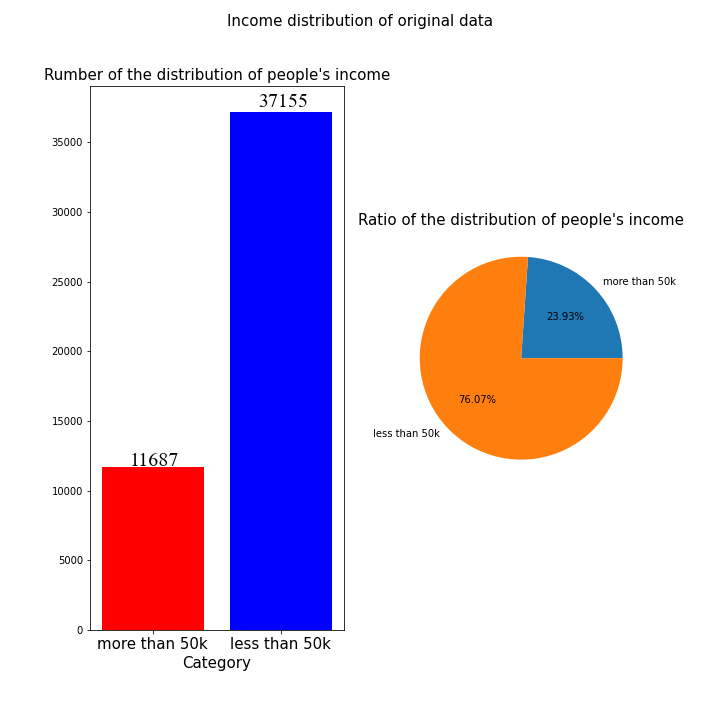 Income distribution of original data
Rumber of the distribution of people's income
37155
11687
35000
30000
25000
20000
15000
10000
5000
0
more than 50k
less than 50k
Category
Ratio of the distribution of people's income
more than 50k
23.93%
76.07%
less than 50k